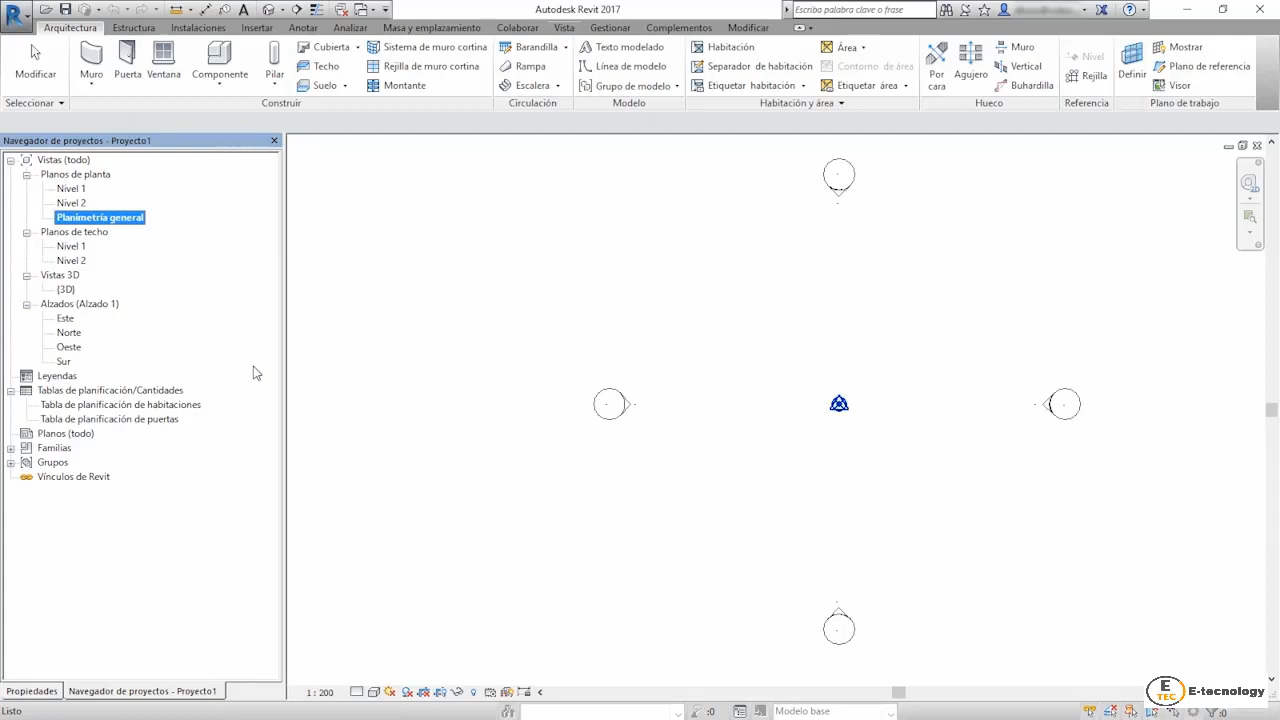 Autodesk Revit 2017
Escriba palabra clave o frase
Arquitectura Estructura Instalaciones Insertar Anotar Analizar Masa y emplazamiento Colaborar Vista Gestionar Complementos Modificar
Modificar
Muro
Puerta
Ventana
Componente
Pilar
Cubierta
Techo
Suelo
Sistema de muro cortina
Rejilla de muro cortina
Montante
Barandilla
Rampa
Escalera
Texto modelado
Línea de modelo
Grupo de modelo
Habitación
Separador de habitación
Etiquetar habitación
Área
Contorno de área
Etiquetar área
Por cara
Agujero
Muro
Vertical
Buhardilla
Nivel
Rejilla
Definir
Mostrar
Plano de referencia
Visor
Seleccionar Construir Circulación Modelo Habitación y área Hueco Referencia Plano de trabajo
Navegador de proyectos - Proyecto1
Vistas (todo)
Planos de planta
Nivel 1
Nivel 2
Planimetría general
Planos de techo
Nivel 1
Nivel 2
Vistas 3D
{3D}
Alzados (Alzado 1)
Este
Norte
Oeste
Sur
Leyendas
Tablas de planificación/Cantidades
Tabla de planificación de habitaciones
Tabla de planificación de puertas
Planos (todo)
Familias
Grupos
Vínculos de Revit
Propiedades Navegador de proyectos - Proyecto1
1 : 200
Listo
:0
Modelo base
:0
E TEC
E-technology